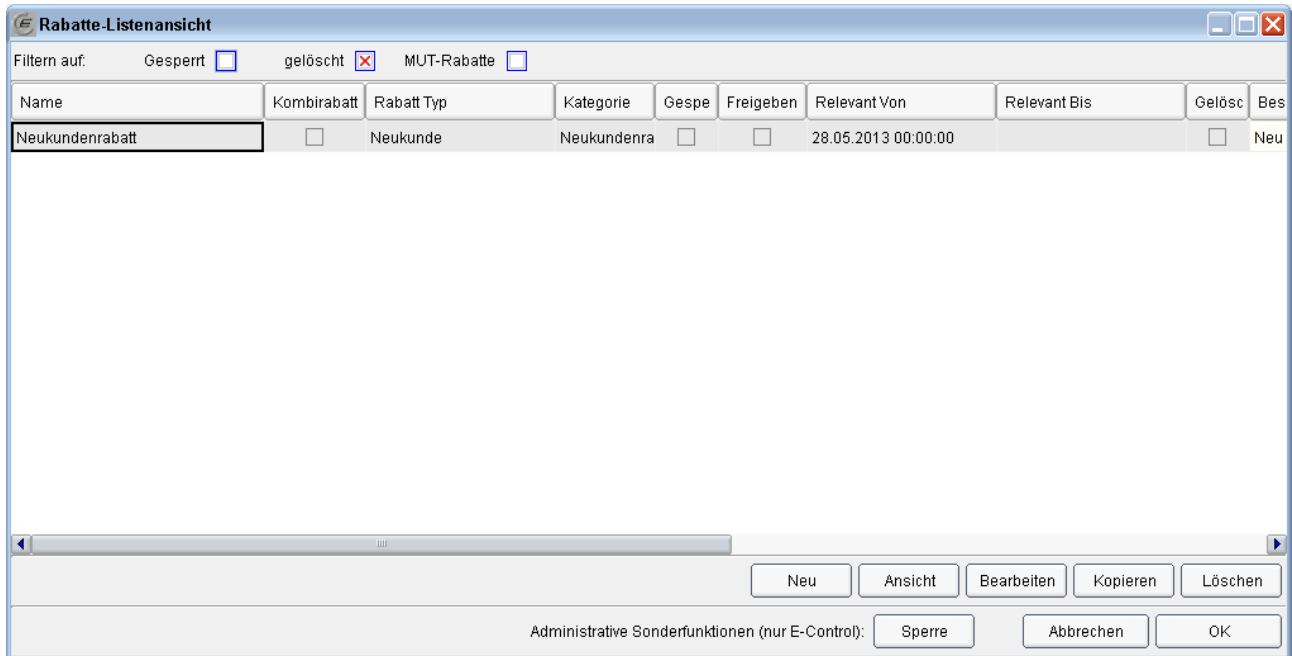 Rabatte-Listenansicht
Filtern auf: Gesperrt gelöscht MUT-Rabatte
Name Kombirabatt Rabatt Typ Kategorie Gespe Freigeben Relevant Von Relevant Bis Gelösc Bes
Neukundenrabatt Neukunde Neukundenra 28.05.2013 00:00:00 Neu
Neu Ansicht Bearbeiten Kopieren Löschen
Administrative Sonderfunktionen (nur E-Control): Sperre Abbrechen OK